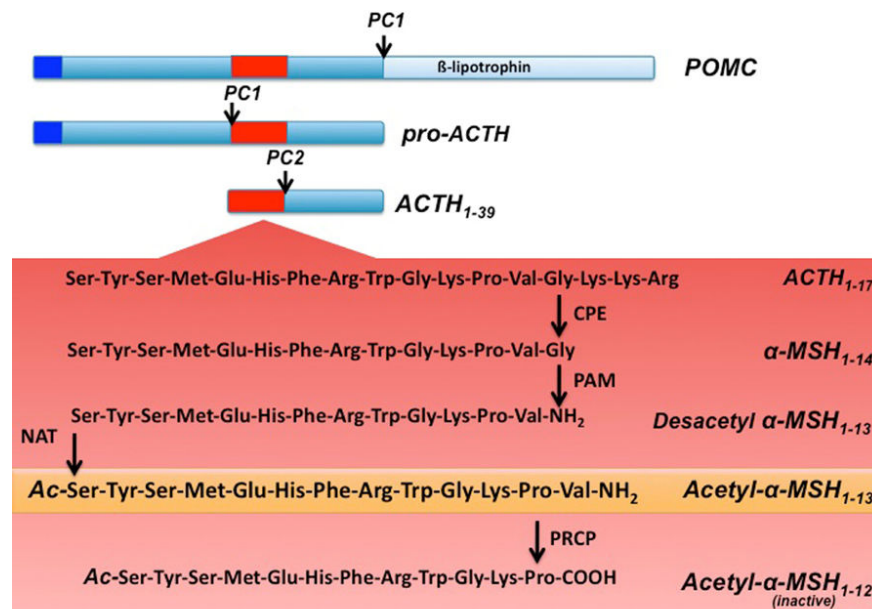 PC1
ß-lipotrophin POMC
PC1
pro-ACTH
PC2
ACTH1-39
Ser-Tyr-Ser-Met-Glu-His-Phe-Arg-Trp-Gly-Lys-Pro-Val-Gly-Lys-Lys-Arg ACTH1-17
CPE
Ser-Tyr-Ser-Met-Glu-His-Phe-Arg-Trp-Gly-Lys-Pro-Val-Gly α-MSH1-14
PAM
Ser-Tyr-Ser-Met-Glu-His-Phe-Arg-Trp-Gly-Lys-Pro-Val-NH2 Desacetyl α-MSH1-13
NAT
Ac-Ser-Tyr-Ser-Met-Glu-His-Phe-Arg-Trp-Gly-Lys-Pro-Val-NH2 Acetyl-α-MSH1-13
PRCP
Ac-Ser-Tyr-Ser-Met-Glu-His-Phe-Arg-Trp-Gly-Lys-Pro-COOH Acetyl-α-MSH1-12
(inactive)